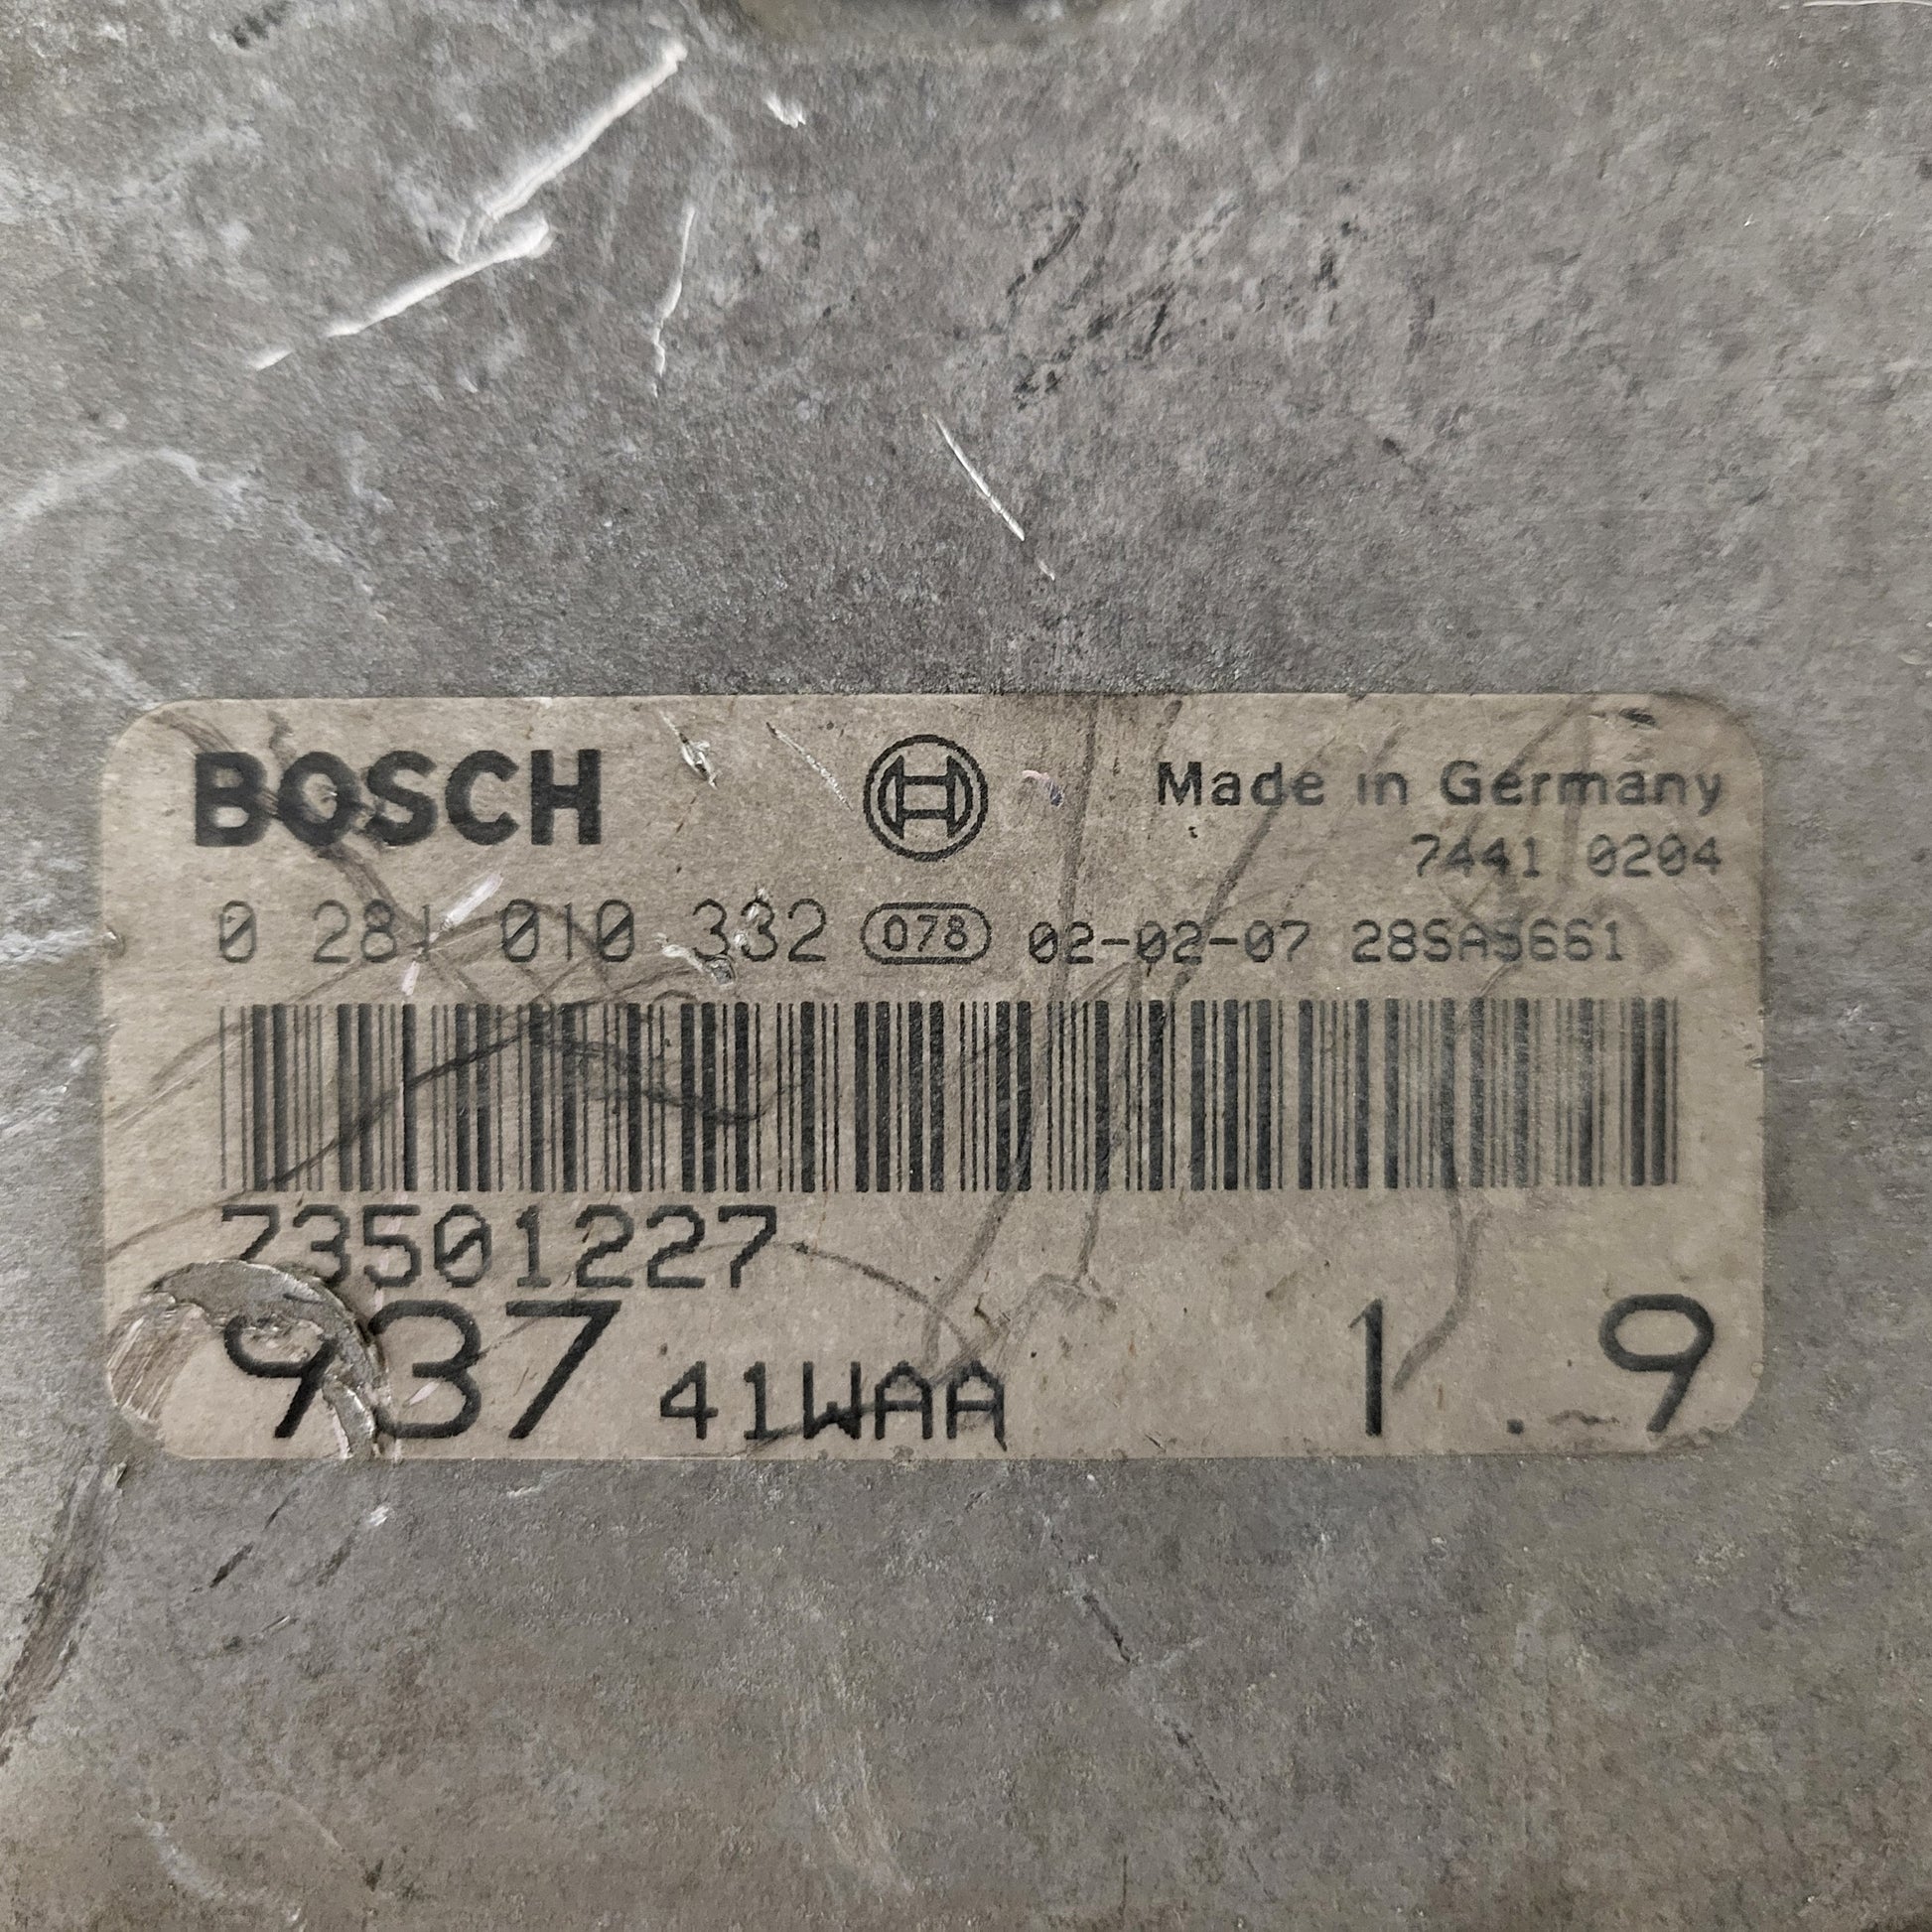 BOSCH
Made in Germany
7441 0204
0 281 010 332 078 02-02-07 28SA5661
73501227
937 41WAA 1.9